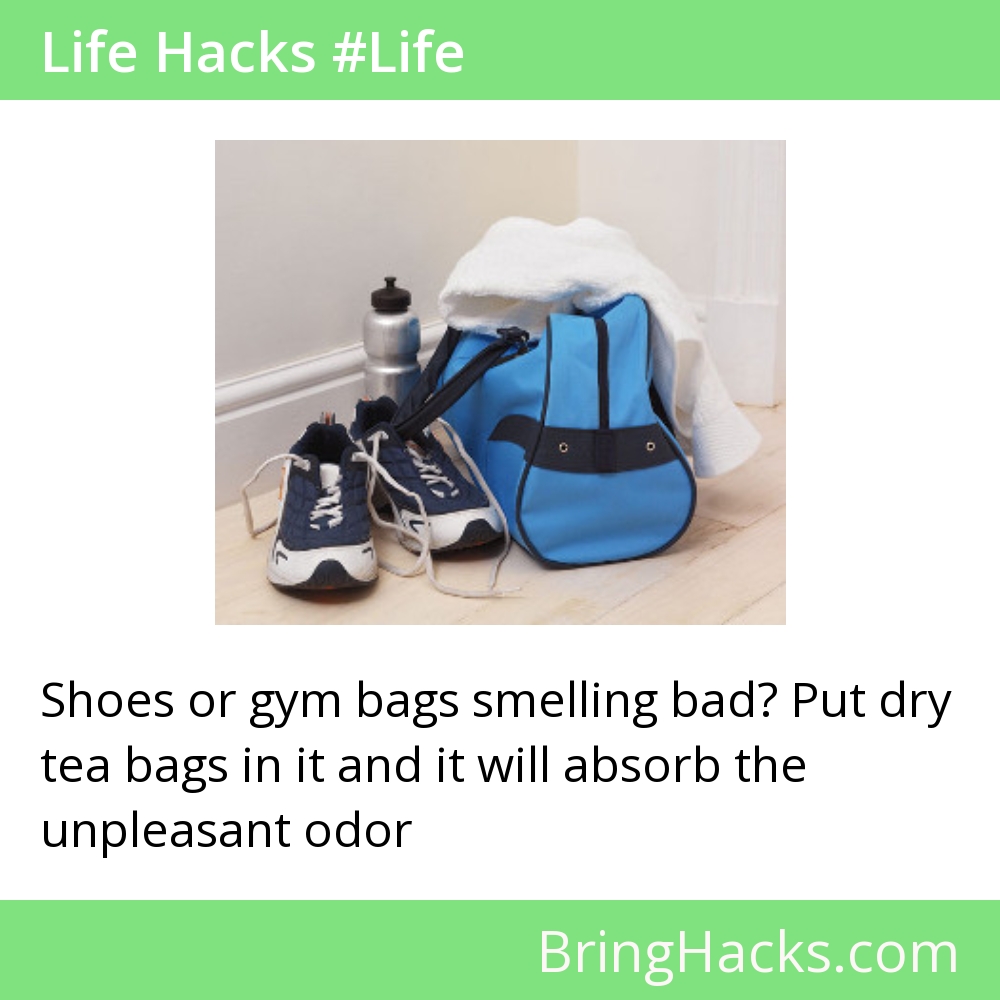 Life Hacks #Life
Shoes or gym bags smelling bad? Put dry
tea bags in it and it will absorb the
unpleasant odor
BringHacks.com